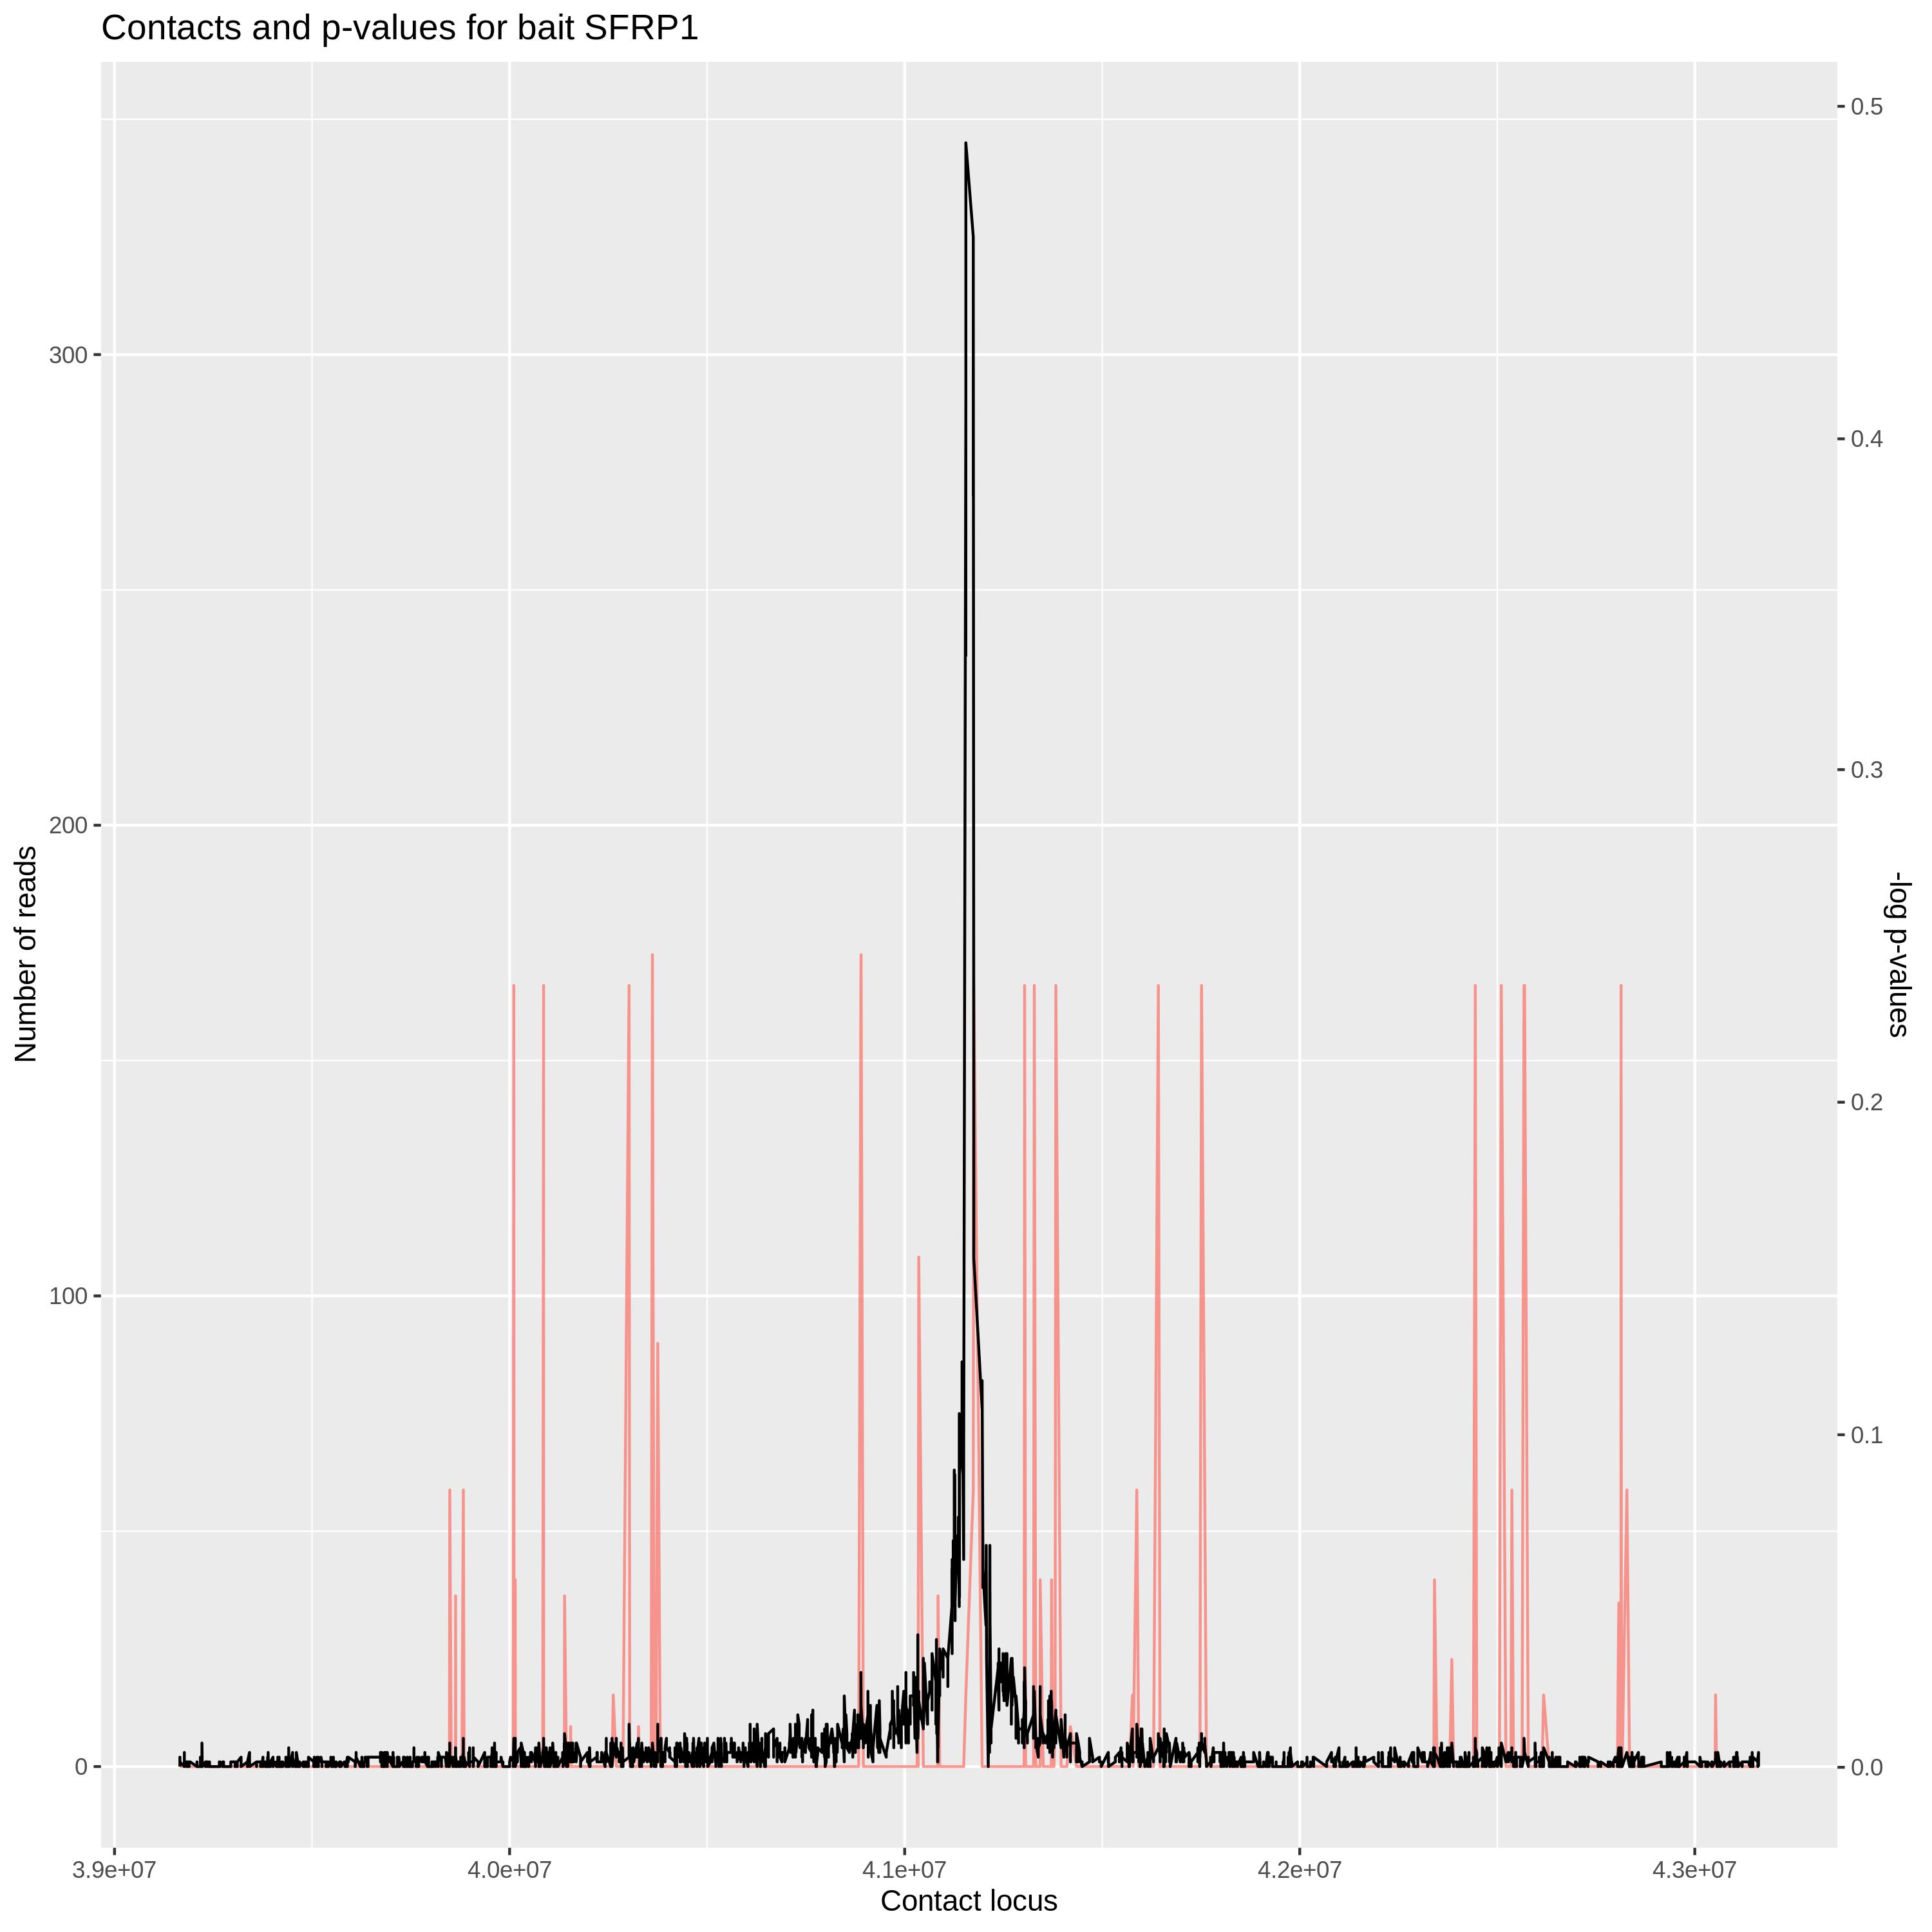 Contacts and p-values for bait SFRP1
Number of reads
300
200
100
0
0.5
0.4
0.3
0.2
0.1
0.0
-log p-values
3.9e+07
4.0e+07
4.1e+07
4.2e+07
4.3e+07
Contact locus